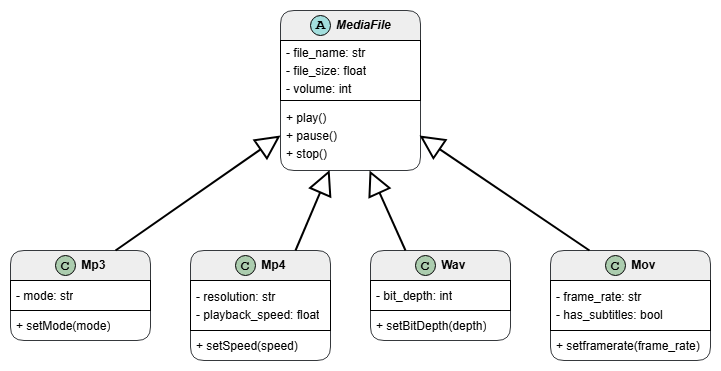 A MediaFile
- file_name: str
- file_size: float
- volume: int
+ play()
+ pause()
+ stop()
C Mp3
- mode: str
+ setMode(mode)
C Mp4
- resolution: str
- playback_speed: float
+ setSpeed(speed)
C Wav
- bit_depth: int
+ setBitDepth(depth)
C Mov
- frame_rate: str
- has_subtitles: bool
+ setframerate(frame_rate)